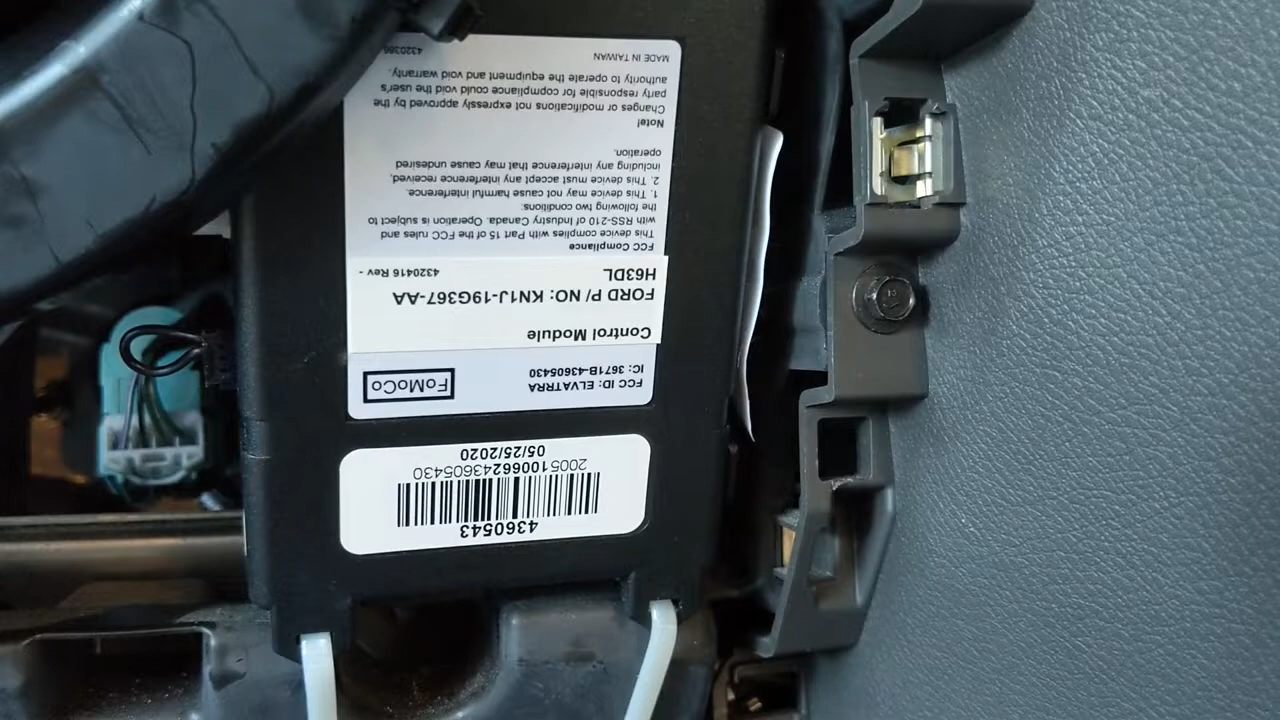 4360543
200510066243605430
05/25/2020
FCC ID: ELVATRRA
IC: 3671B-43605430
FoMoCo
Control Module
FORD P/ NO: KN1J-19G367-AA
H63DL
4320416 Rev -
FCC Compliance
This device complies with Part 15 of the FCC rules and
with RSS-210 of Industry of Canada. Operation is subject to
the following two conditions:
1. This device may not cause harmful interference.
2. This device must accept any interference received,
including any interference that may cause undesired
operation.
Note!
Changes or modifications not expressly approved by the
party responsible for compliance could void the user's
authority to operate the equipment and void warranty.
MADE IN TAIWAN